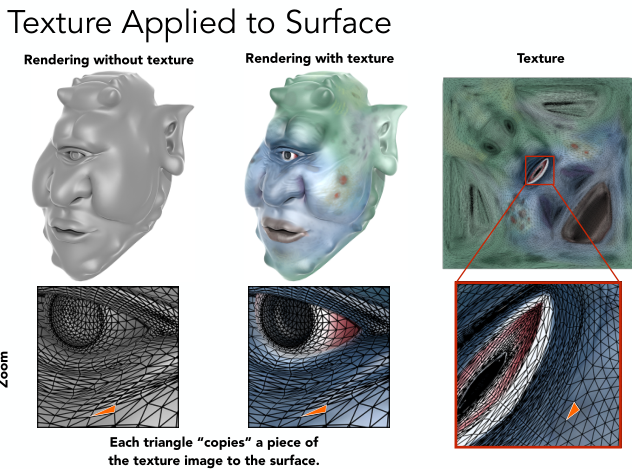 Texture Applied to Surface
Rendering without texture
Rendering with texture
Texture
Zoom
Each triangle “copies” a piece of
the texture image to the surface.